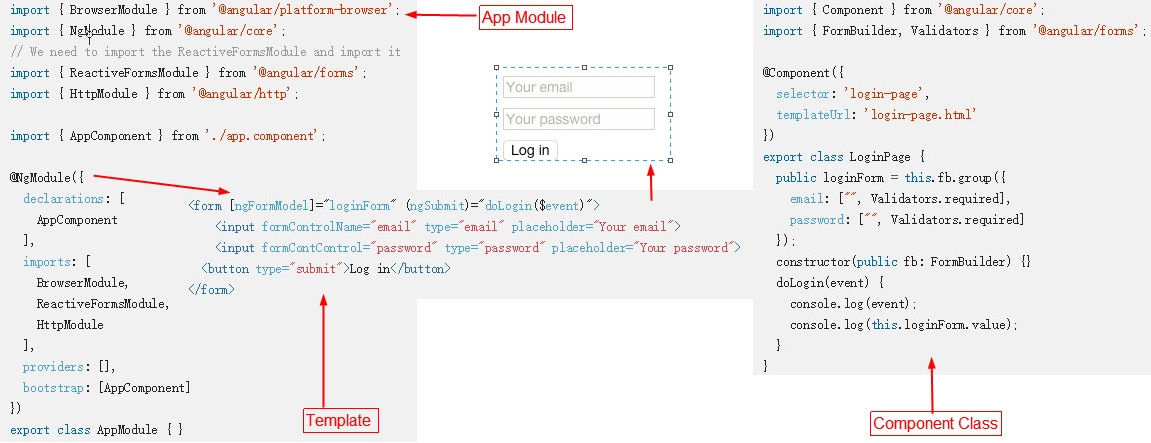 import { BrowserModule } from '@angular/platform-browser';
import { NgModule } from '@angular/core';
// We need to import the ReactiveFormsModule and import it
import { ReactiveFormsModule } from '@angular/forms';
import { HttpModule } from '@angular/http';
import { AppComponent } from './app.component';
@NgModule({
declarations: [
AppComponent
],
imports: [
BrowserModule,
ReactiveFormsModule,
HttpModule
],
providers: [],
bootstrap: [AppComponent]
})
export class AppModule { }
App Module
Your email
Your password
Log in
<form [ngFormModel]="loginForm" (ngSubmit)="doLogin($event)">
<input formControlName="email" type="email" placeholder="Your email">
<input formContControl="password" type="password" placeholder="Your password">
<button type="submit">Log in</button>
</form>
Template
import { Component } from '@angular/core';
import { FormBuilder, Validators } from '@angular/forms';
@Component({
selector: 'login-page',
templateUrl: 'login-page.html'
})
export class LoginPage {
public loginForm = this.fb.group({
email: ["", Validators.required],
password: ["", Validators.required]
});
constructor(public fb: FormBuilder) {}
doLogin(event) {
console.log(event);
console.log(this.loginForm.value);
}
}
Component Class